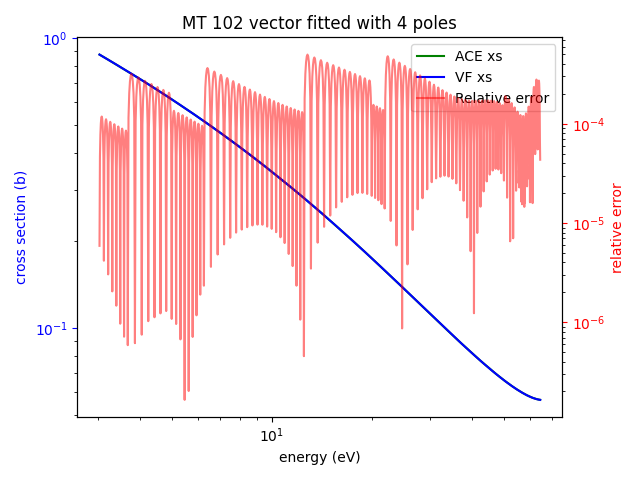 MT 102 vector fitted with 4 poles
ACE xs
VF xs
Relative error
cross section (b)
10⁰
10⁻¹
10⁻⁴
10⁻⁵
10⁻⁶
relative error
10¹
energy (eV)